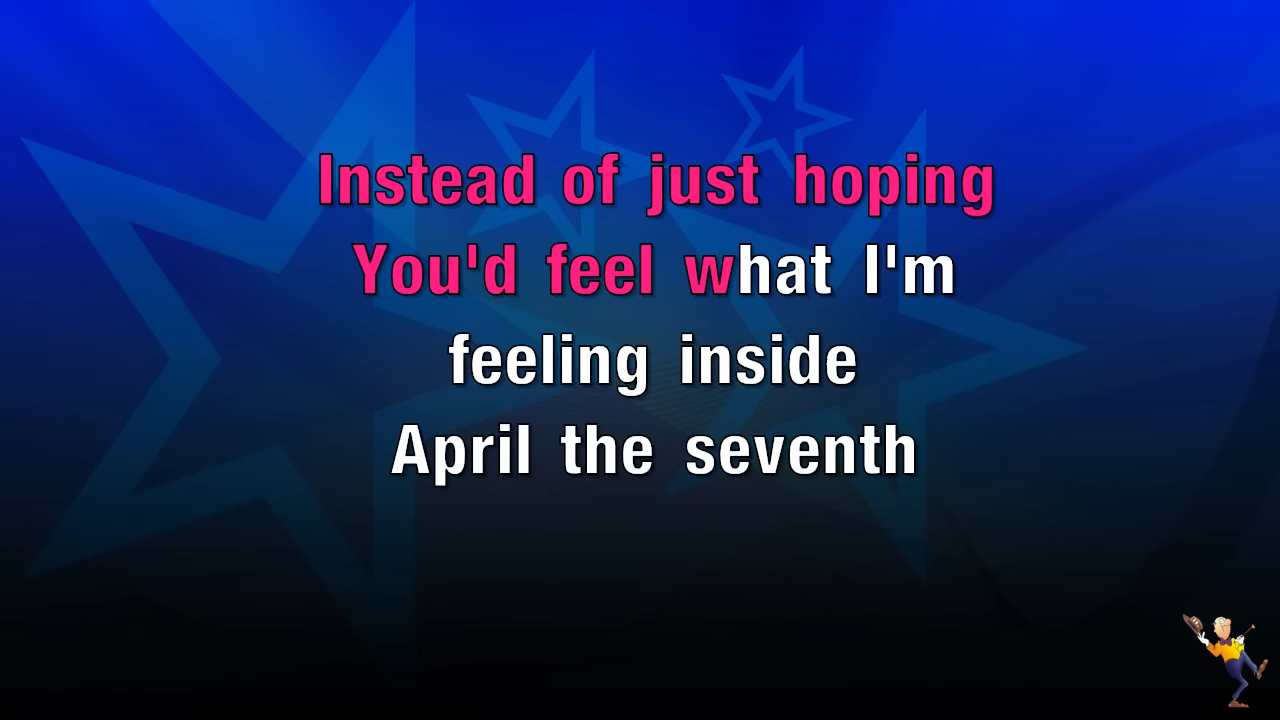 Instead of just hoping
You'd feel what I'm
feeling inside
April the seventh